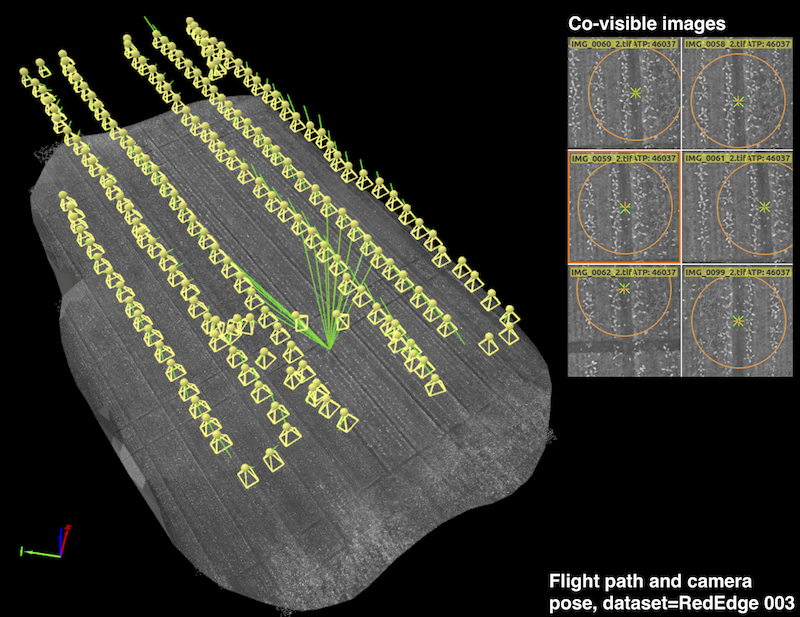 Co-visible images
IMG_0060_2.tif ATP: 46037
IMG_0058_2.tif ATP: 46037
IMG_0059_2.tif ATP: 46037
IMG_0061_2.tif ATP: 46037
IMG_0062_2.tif ATP: 46037
IMG_0099_2.tif ATP: 46037
Flight path and camera
pose, dataset=RedEdge 003